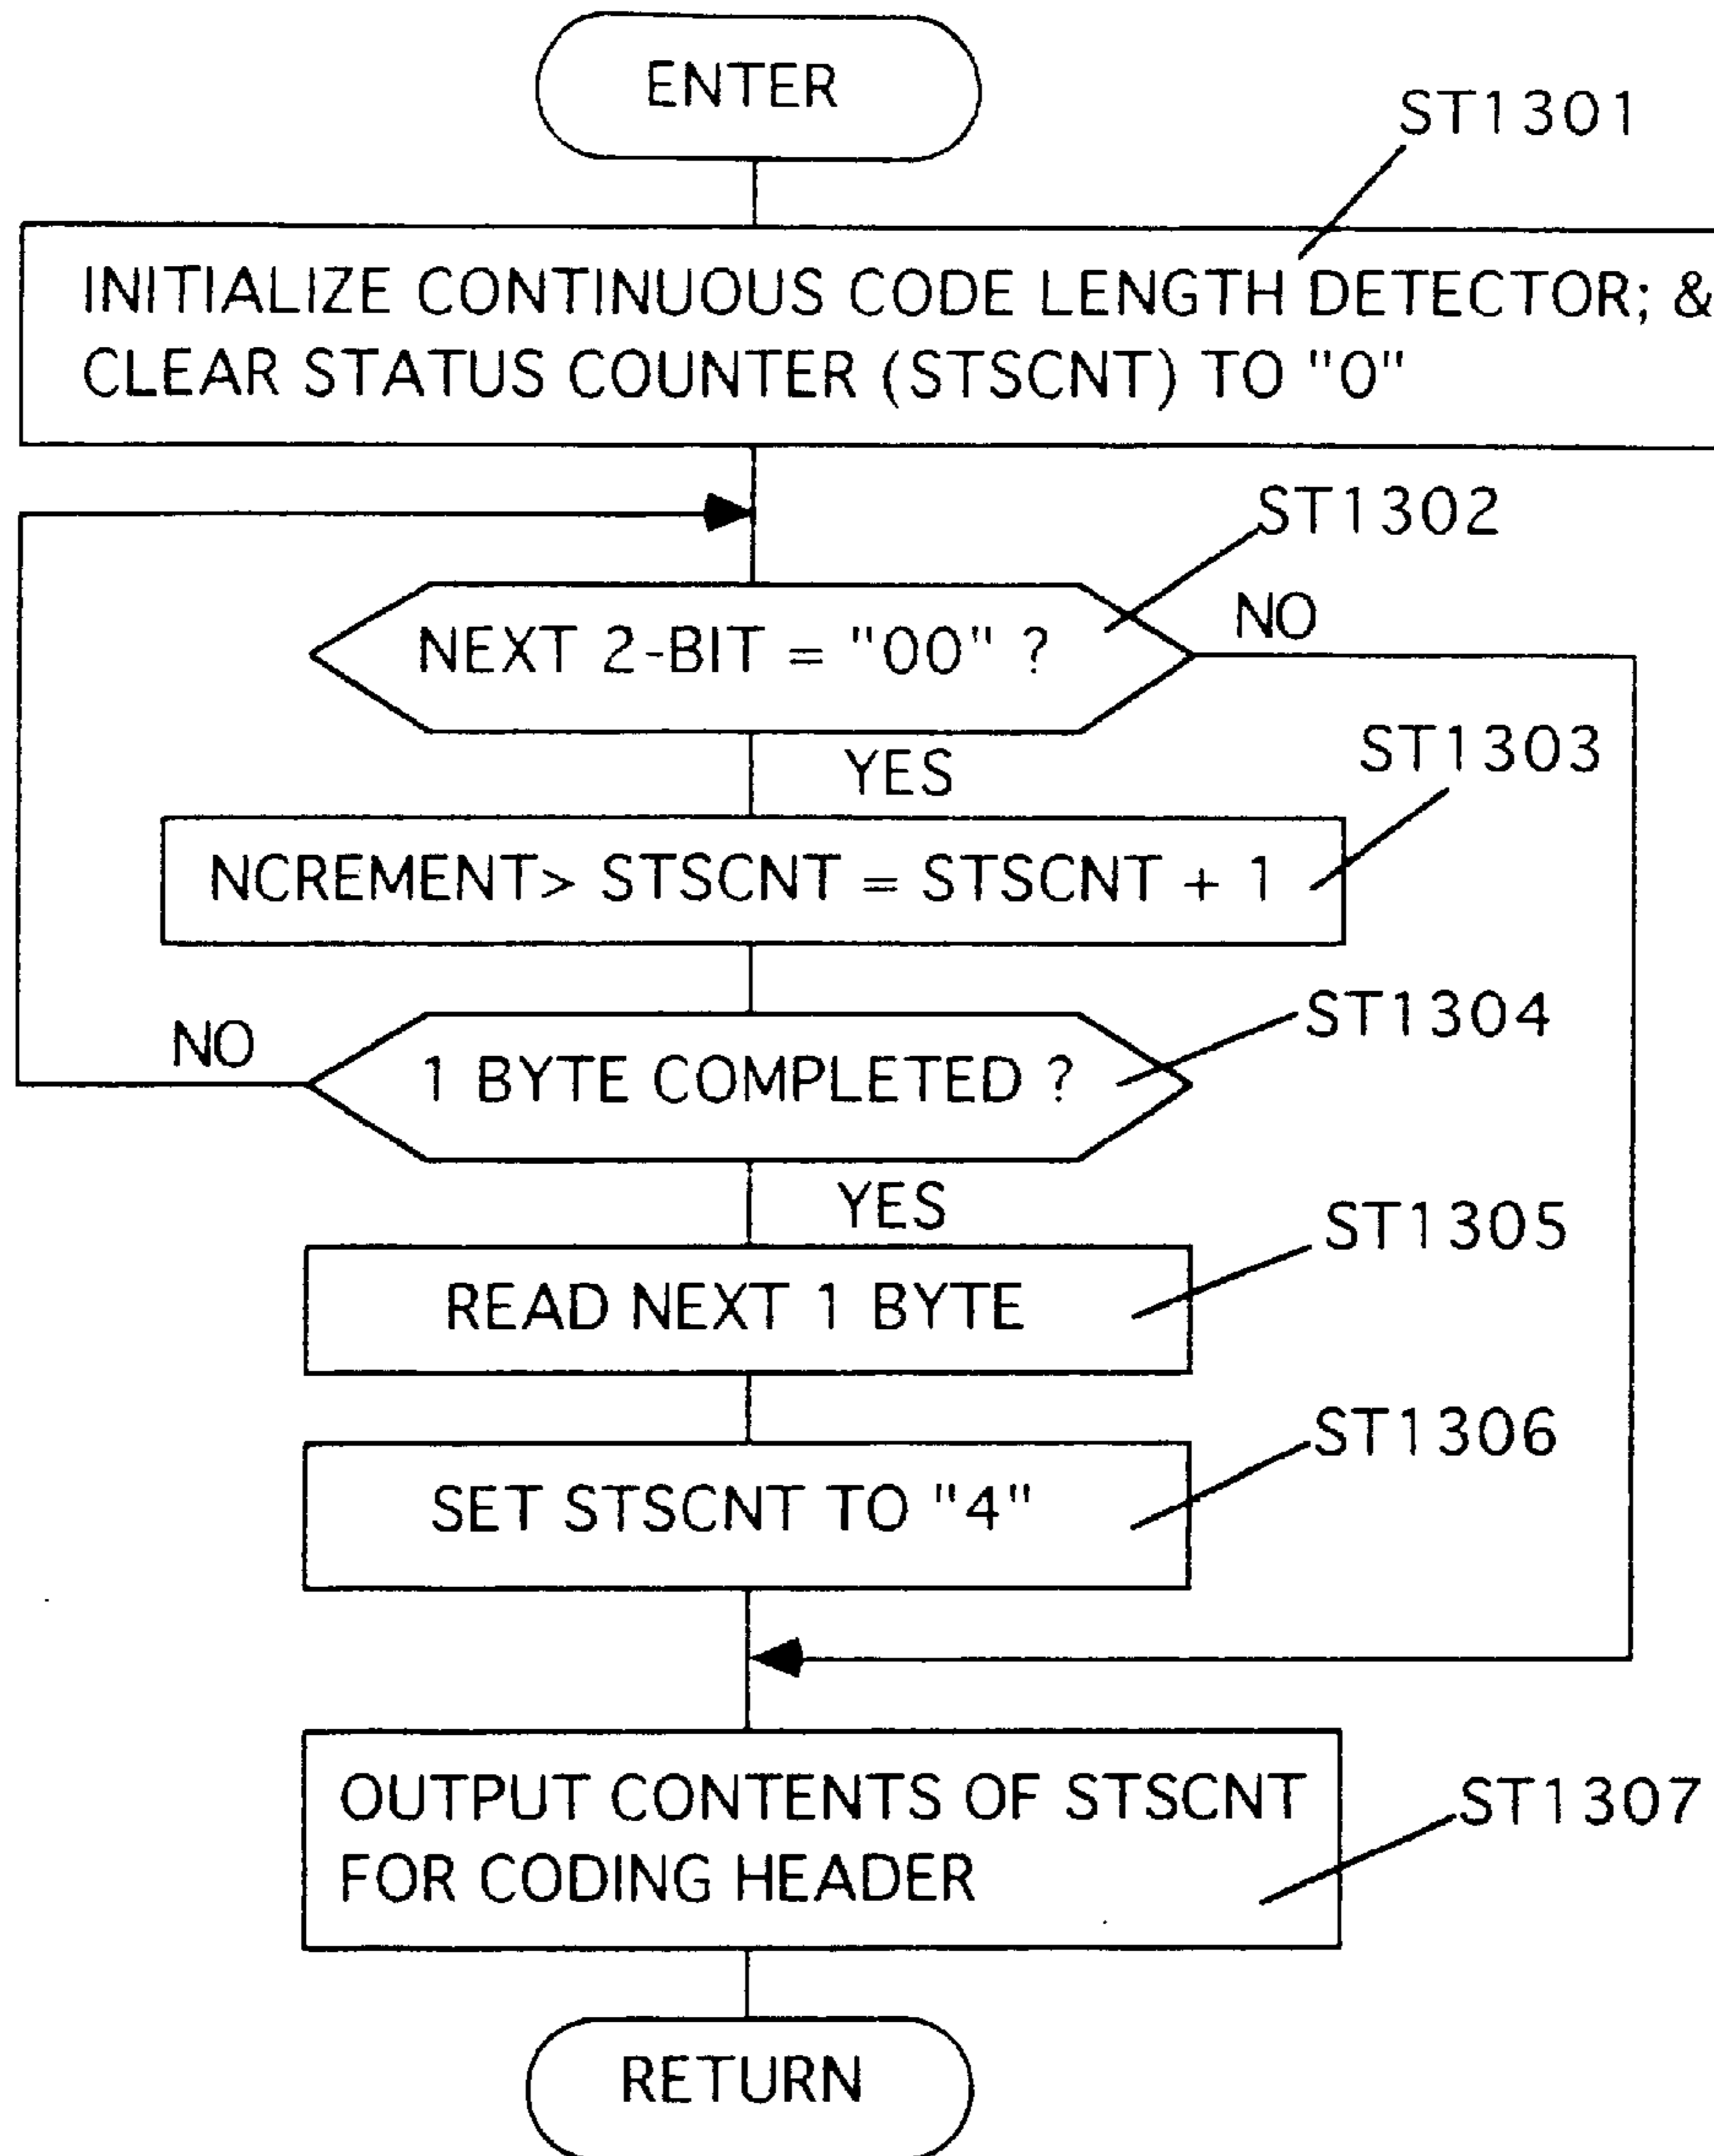 ENTER
ST1301
INITIALIZE CONTINUOUS CODE LENGTH DETECTOR; &
CLEAR STATUS COUNTER (STSCNT) TO "0"
ST1302
NEXT 2-BIT = "00" ?
NO
YES
ST1303
NCREMENT> STSCNT = STSCNT + 1
ST1304
NO
1 BYTE COMPLETED ?
YES
ST1305
READ NEXT 1 BYTE
ST1306
SET STSCNT TO "4"
OUTPUT CONTENTS OF STSCNT
FOR CODING HEADER
ST1307
RETURN